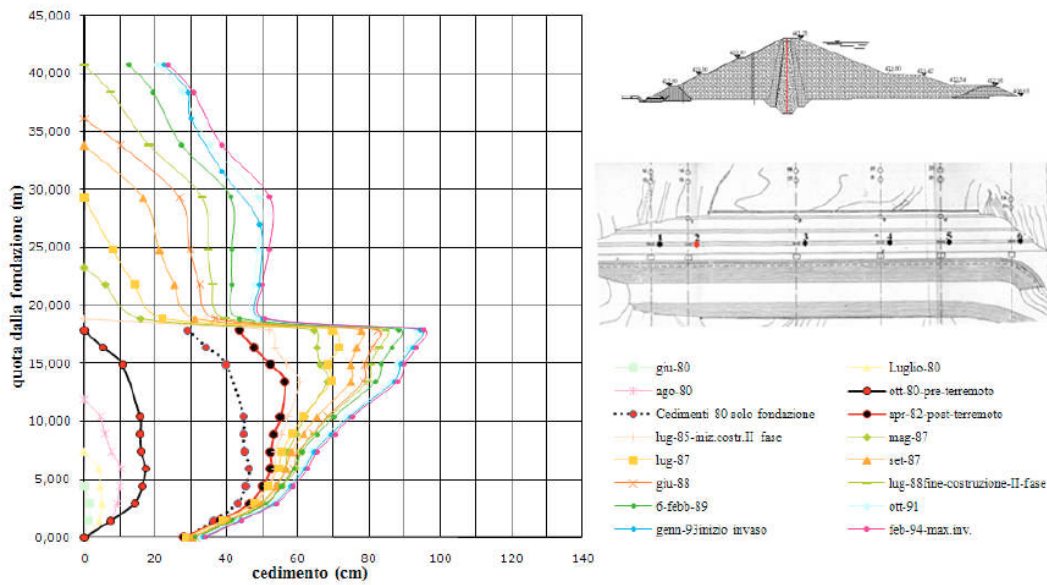 45,000
40,000
35,000
30,000
25,000
20,000
15,000
10,000
5,000
0,000
quota dalla fondazione (m)
0 20 40 60 80 100 120 140
cedimento (cm)
1 2 3 4 5 6
giu-80
Luglio-80
ago-80
ott-80-pre-terremoto
Cedimenti 80 solo fondazione
apr-82-post-terremoto
lug-85-iniz.costr.II fase
mag-87
lug-87
set-87
giu-88
lug-88fine-costruzione-II-fase
6-febb-89
ott-91
genn-93inizio invaso
feb-94-max.inv.